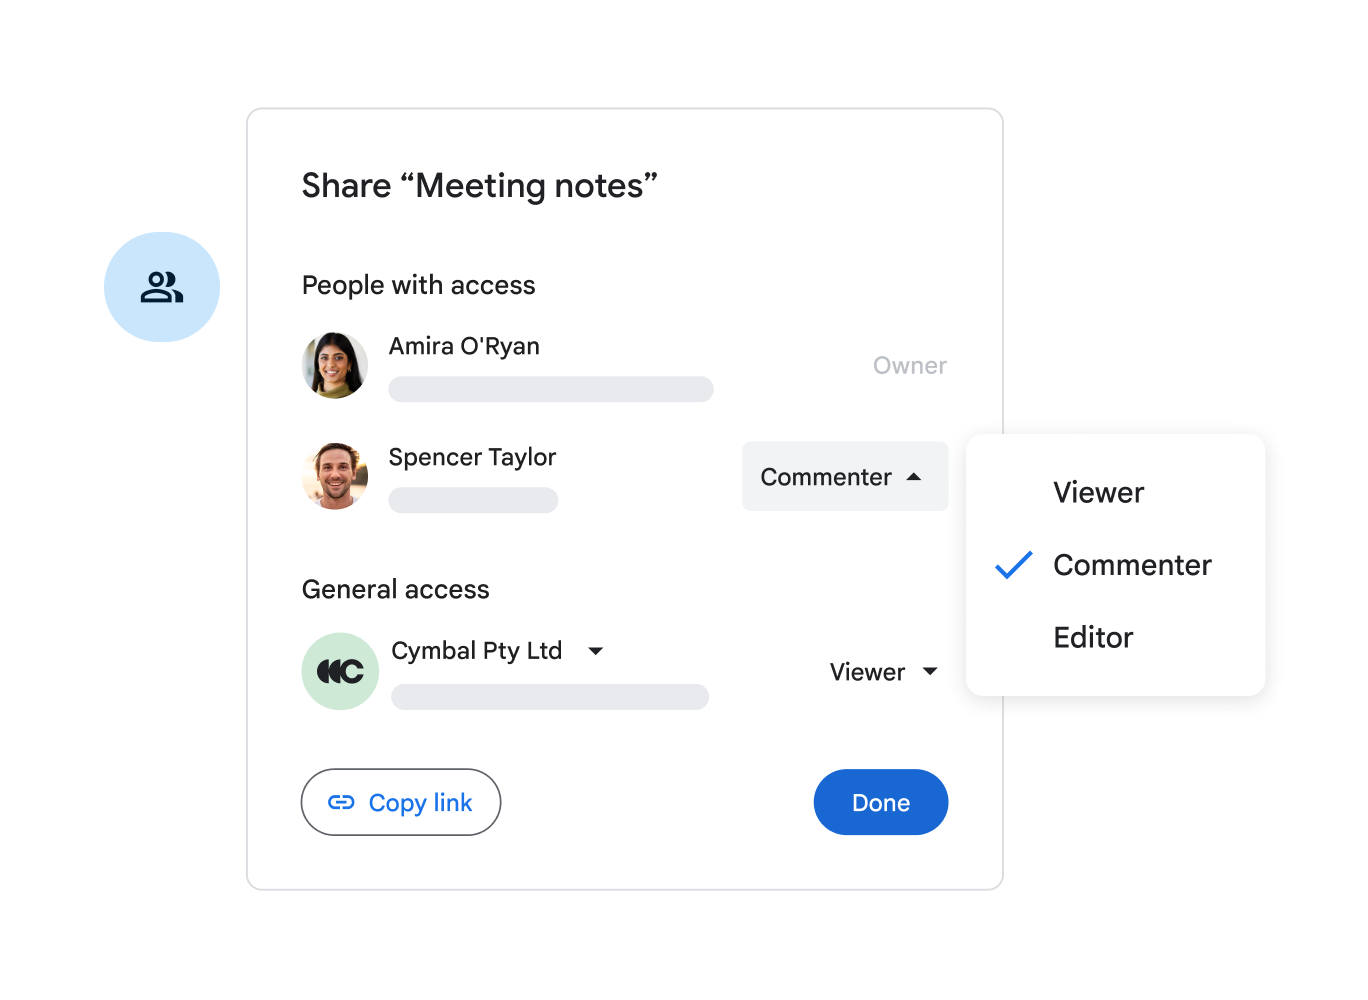 Share “Meeting notes”
People with access
Amira O'Ryan
Owner
Spencer Taylor
Commenter
Viewer
Commenter
Editor
General access
Cymbal Pty Ltd
Viewer
Copy link
Done